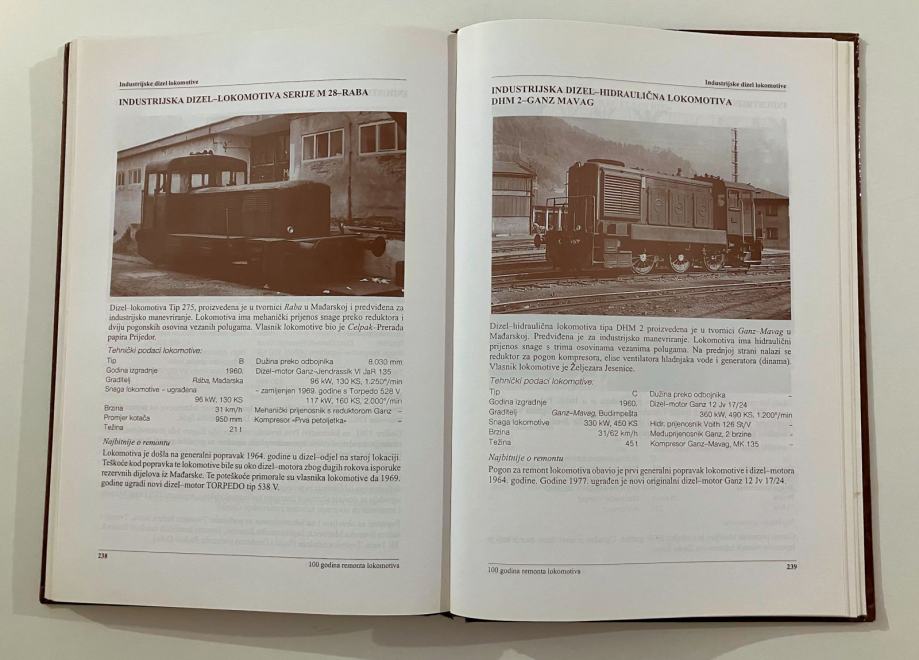 Industrijske dizel lokomotive
INDUSTRIJSKA DIZEL–LOKOMOTIVA SERIJE M 28–RABA
Dizel–lokomotiva Tip 275, proizvedena je u tvornici Raba u Mađarskoj i predviđena za
industrijsko manevriranje. Lokomotiva ima mehanički prijenos snage preko reduktora i
dviju pogonskih osovina vezanih polugama. Vlasnik lokomotive bio je Celpak–Prerada
papira Prijedor.
Tehnički podaci lokomotive:
Tip B
Godina izgradnje 1960.
Graditelj Raba, Mađarska
Snaga lokomotive – ugrađena
96 kW, 130 KS
Brzina 31 km/h
Promjer kotača 950 mm
Težina 21 t
Dužina preko odbojnika 8.030 mm
Dizel–motor Ganz–Jendrassik VI JaR 135
96 kW, 130 KS, 1.250°/min
– zamijenjen 1969. godine s Torpedo 528 V.
117 kW, 160 KS, 2.000°/min
Mehanički prijenosnik s reduktorom Ganz –
Kompresor «Prva petoljetka» –
Najbitnije o remontu
Lokomotiva je došla na generalni popravak 1964. godine u odjel–odjel na staroj lokaciji.
Teškoće kod popravka te lokomotive bile su oko dizel–motora zbog dugih rokova isporuke
rezervnih dijelova iz Mađarske. Te poteškoće primorale su vlasnika lokomotive da 1969.
godine ugradi novi dizel–motor TORPEDO tip 538 V.
238
100 godina remonta lokomotiva
Industrijske dizel lokomotive
INDUSTRIJSKA DIZEL–HIDRAULIČNA LOKOMOTIVA
DHM 2–GANZ MAVAG
Dizel–hidraulična lokomotiva tipa DHM 2 proizvedena je u tvornici Ganz–Mavag u
Mađarskoj. Predviđena je za industrijsko manevriranje. Lokomotiva ima hidraulični
prijenos snage s trima osovinama vezanima polugama. Na prednjoj strani nalazi se
reduktor za pogon kompresora, elise ventilatora hladnjaka vode i generatora (dinama).
Vlasnik lokomotive je Željezara Jesenice.
Tehnički podaci lokomotive:
Tip C
Godina izgradnje 1960.
Graditelj Ganz–Mavag, Budimpešta
Snaga lokomotive 330 kW, 450 KS
Brzina 31/62 km/h
Težina 45 t
Dužina preko odbojnika –
Dizel–motor Ganz 12 Jv 17/24
360 kW, 490 KS, 1.200°/min
Hidr. prijenosnik Voith 126 St/V –
Međuprijenosnik Ganz, 2 brzine –
Kompresor Ganz–Mavag, MK 135 –
Najbitnije o remontu
Pogon za remont lokomotiva obavio je prvi generalni popravak lokomotive i dizel–motora
1964. godine. Godine 1977. ugrađen je novi originalni dizel–motor Ganz 12 Jv 17/24.
100 godina remonta lokomotiva
239